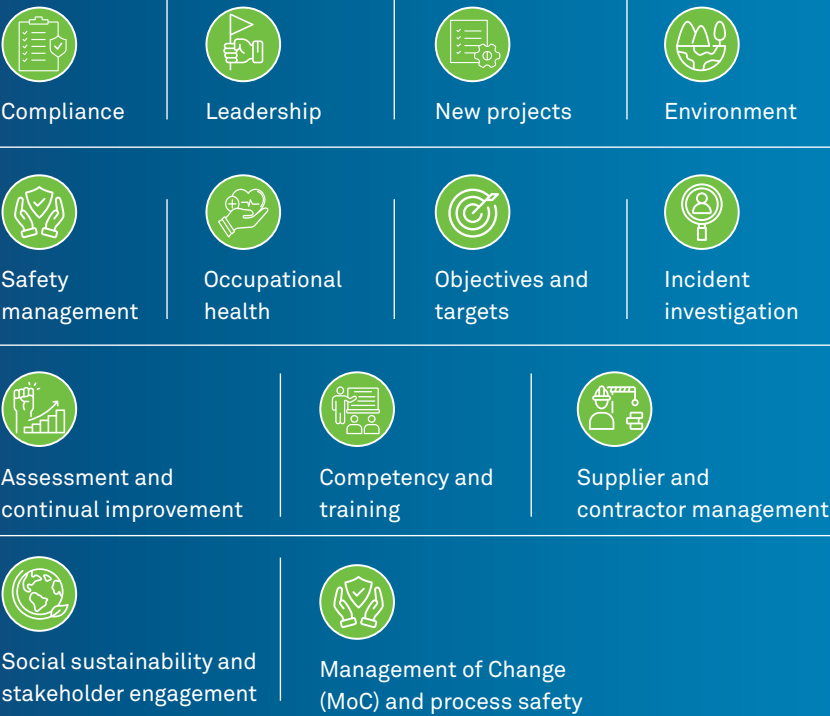 Compliance
Leadership
New projects
Environment
Safety
management
Occupational
health
Objectives and
targets
Incident
investigation
Assessment and
continual improvement
Competency and
training
Supplier and
contractor management
Social sustainability and
stakeholder engagement
Management of Change
(MoC) and process safety